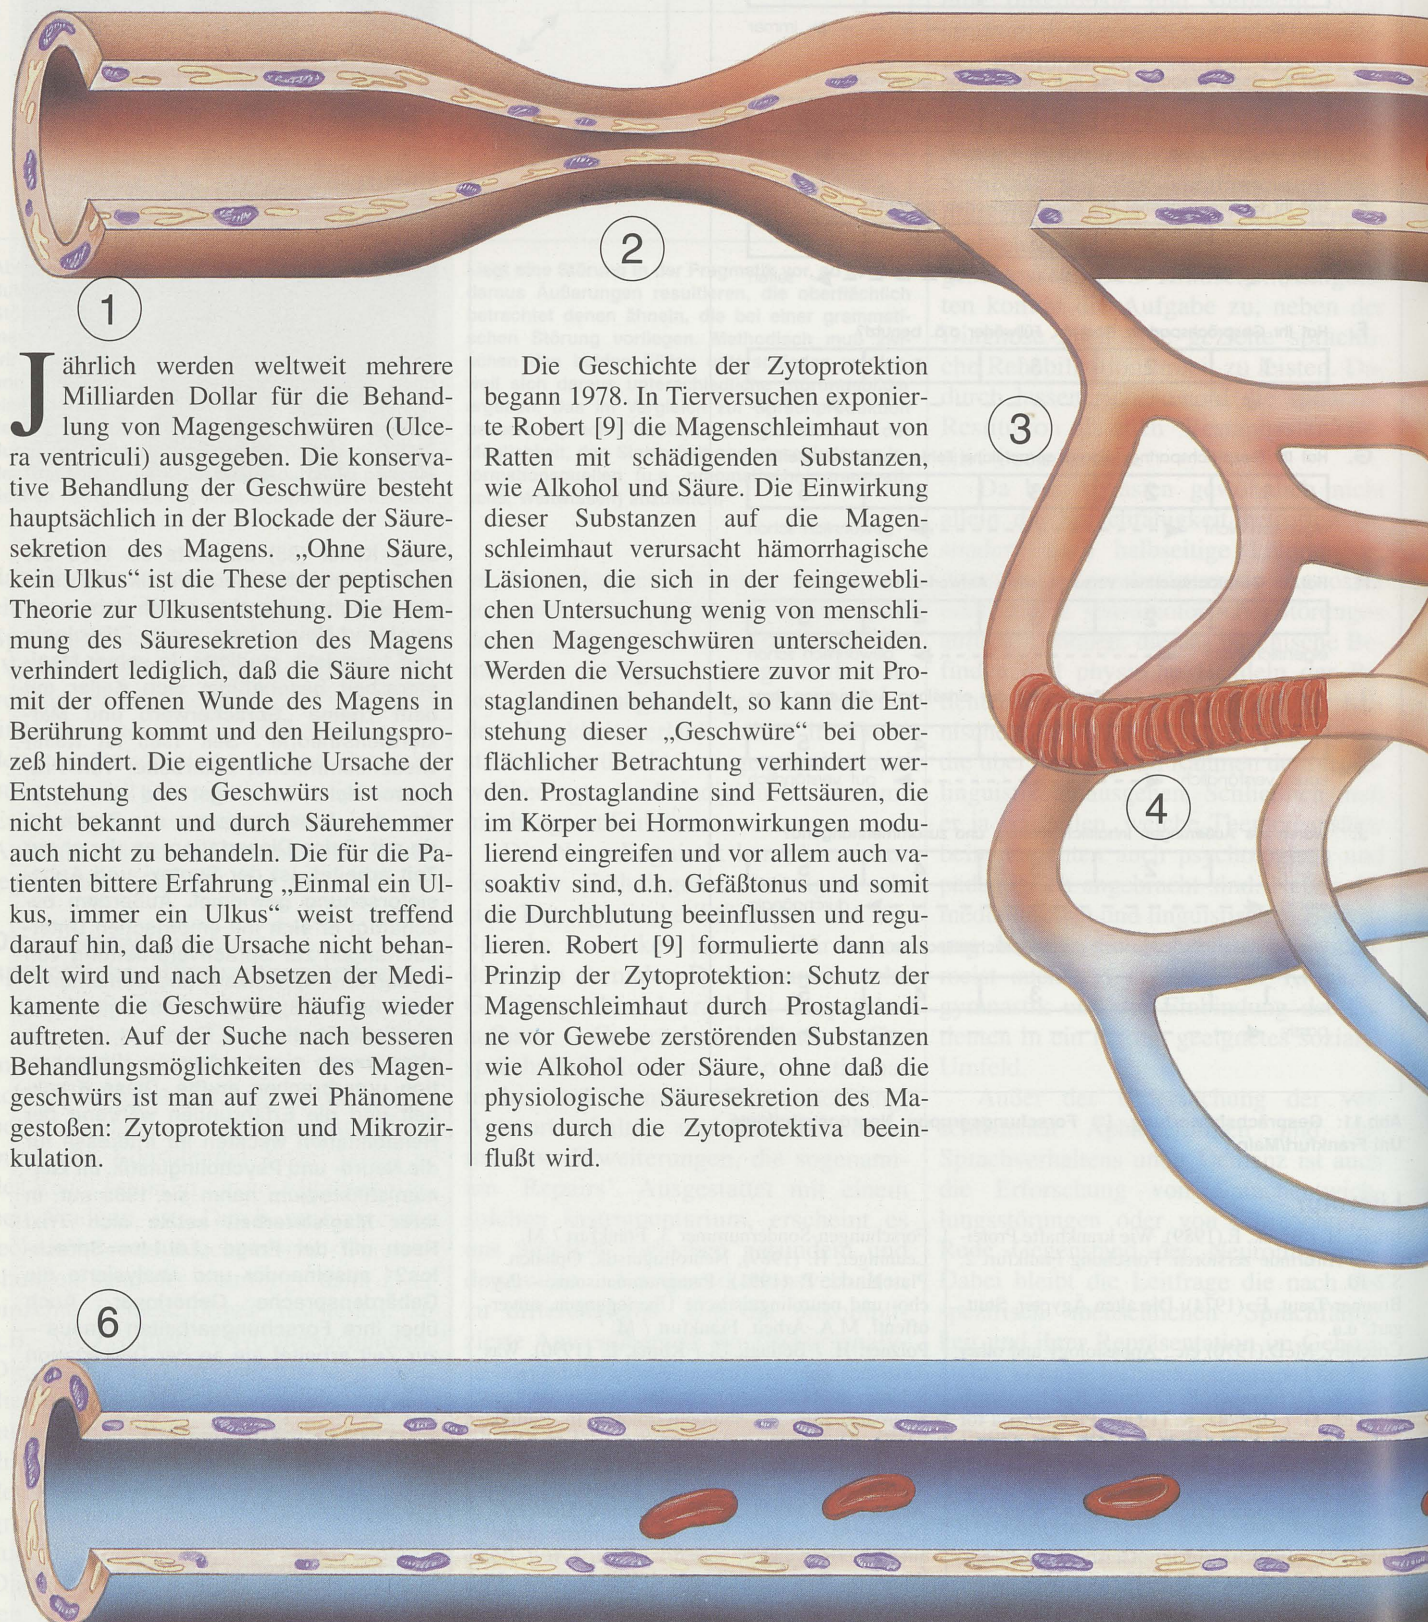 1
2
3
4
Jährlich werden weltweit mehrere
Milliarden Dollar für die Behand-
lung von Magengeschwüren (Ulce-
ra ventriculi) ausgegeben. Die konserva-
tive Behandlung der Geschwüre besteht
hauptsächlich in der Blockade der Säure-
sekretion des Magens. „Ohne Säure,
kein Ulkus“ ist die These der peptischen
Theorie zur Ulkusentstehung. Die Hem-
mung des Säuresekretion des Magens
verhindert lediglich, daß die Säure nicht
mit der offenen Wunde des Magens in
Berührung kommt und den Heilungspro-
zeß hindert. Die eigentliche Ursache der
Entstehung des Geschwürs ist noch
nicht bekannt und durch Säurehemmer
auch nicht zu behandeln. Die für die Pa-
tienten bittere Erfahrung „Einmal ein Ul-
kus, immer ein Ulkus“ weist treffend
darauf hin, daß die Ursache nicht behan-
delt wird und nach Absetzen der Medi-
kamente die Geschwüre häufig wieder
auftreten. Auf der Suche nach besseren
Behandlungsmöglichkeiten des Magen-
geschwürs ist man auf zwei Phänomene
gestoßen: Zytoprotektion und Mikrozir-
kulation.
Die Geschichte der Zytoprotektion
begann 1978. In Tierversuchen exponier-
te Robert [9] die Magenschleimhaut von
Ratten mit schädigenden Substanzen,
wie Alkohol und Säure. Die Einwirkung
dieser Substanzen auf die Magen-
schleimhaut verursacht hämorrhagische
Läsionen, die sich in der feingewebli-
chen Untersuchung wenig von menschli-
chen Magengeschwüren unterscheiden.
Werden die Versuchstiere zuvor mit Pro-
staglandinen behandelt, so kann die Ent-
stehung dieser „Geschwüre“ bei ober-
flächlicher Betrachtung verhindert wer-
den. Prostaglandine sind Fettsäuren, die
im Körper bei Hormonwirkungen modu-
lierend eingreifen und vor allem auch va-
soaktiv sind, d.h. Gefäßtonus und somit
die Durchblutung beeinflussen und regu-
lieren. Robert [9] formulierte dann als
Prinzip der Zytoprotektion: Schutz der
Magenschleimhaut durch Prostaglandi-
ne vor Gewebe zerstörenden Substanzen
wie Alkohol oder Säure, ohne daß die
physiologische Säuresekretion des Ma-
gens durch die Zytoprotektiva beein-
flußt wird.
6